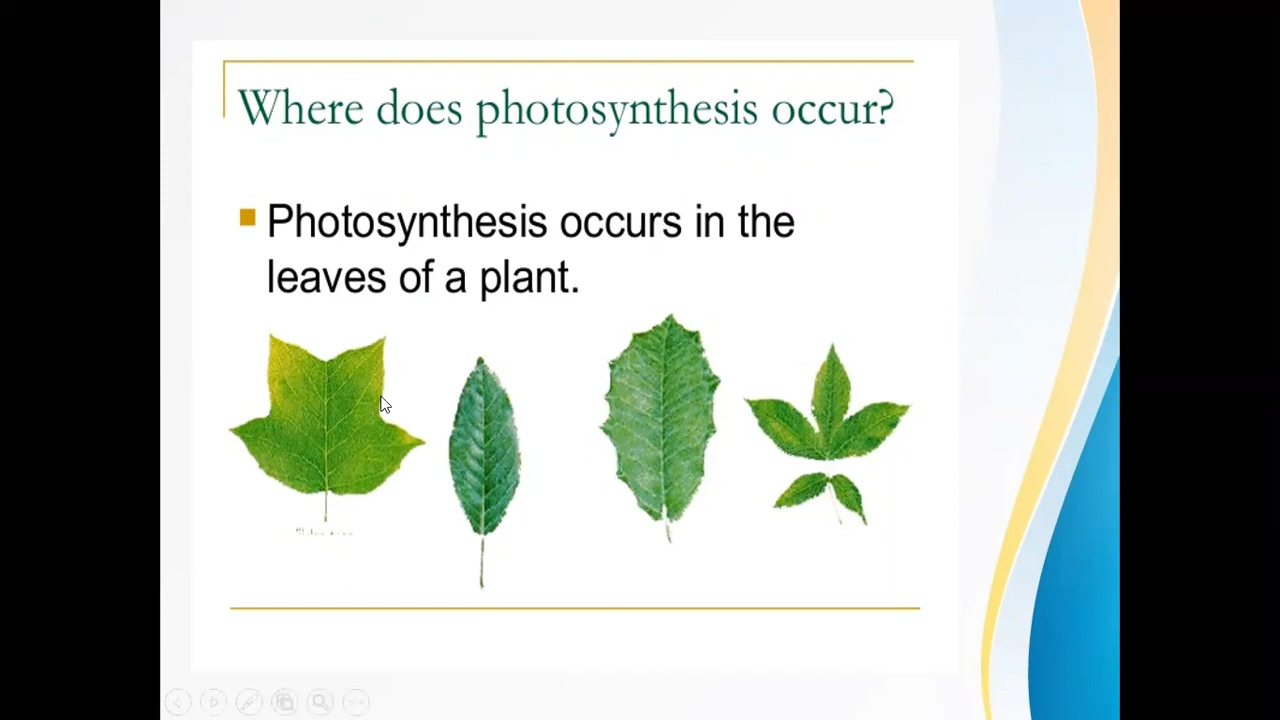 Where does photosynthesis occur?
Photosynthesis occurs in the
leaves of a plant.